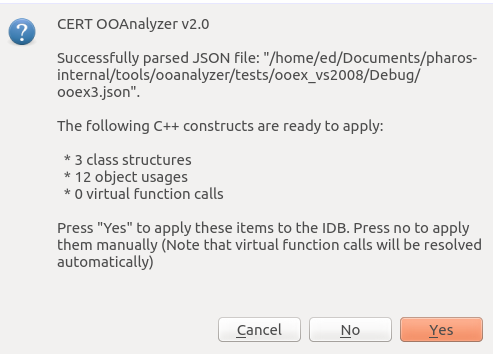 CERT OOAnalyzer v2.0
Successfully parsed JSON file: "/home/ed/Documents/pharos-
internal/tools/ooanalyzer/tests/ooex_vs2008/Debug/
ooex3.json".
The following C++ constructs are ready to apply:
* 3 class structures
* 12 object usages
* 0 virtual function calls
Press "Yes" to apply these items to the IDB. Press no to apply
them manually (Note that virtual function calls will be resolved
automatically)
Cancel No Yes